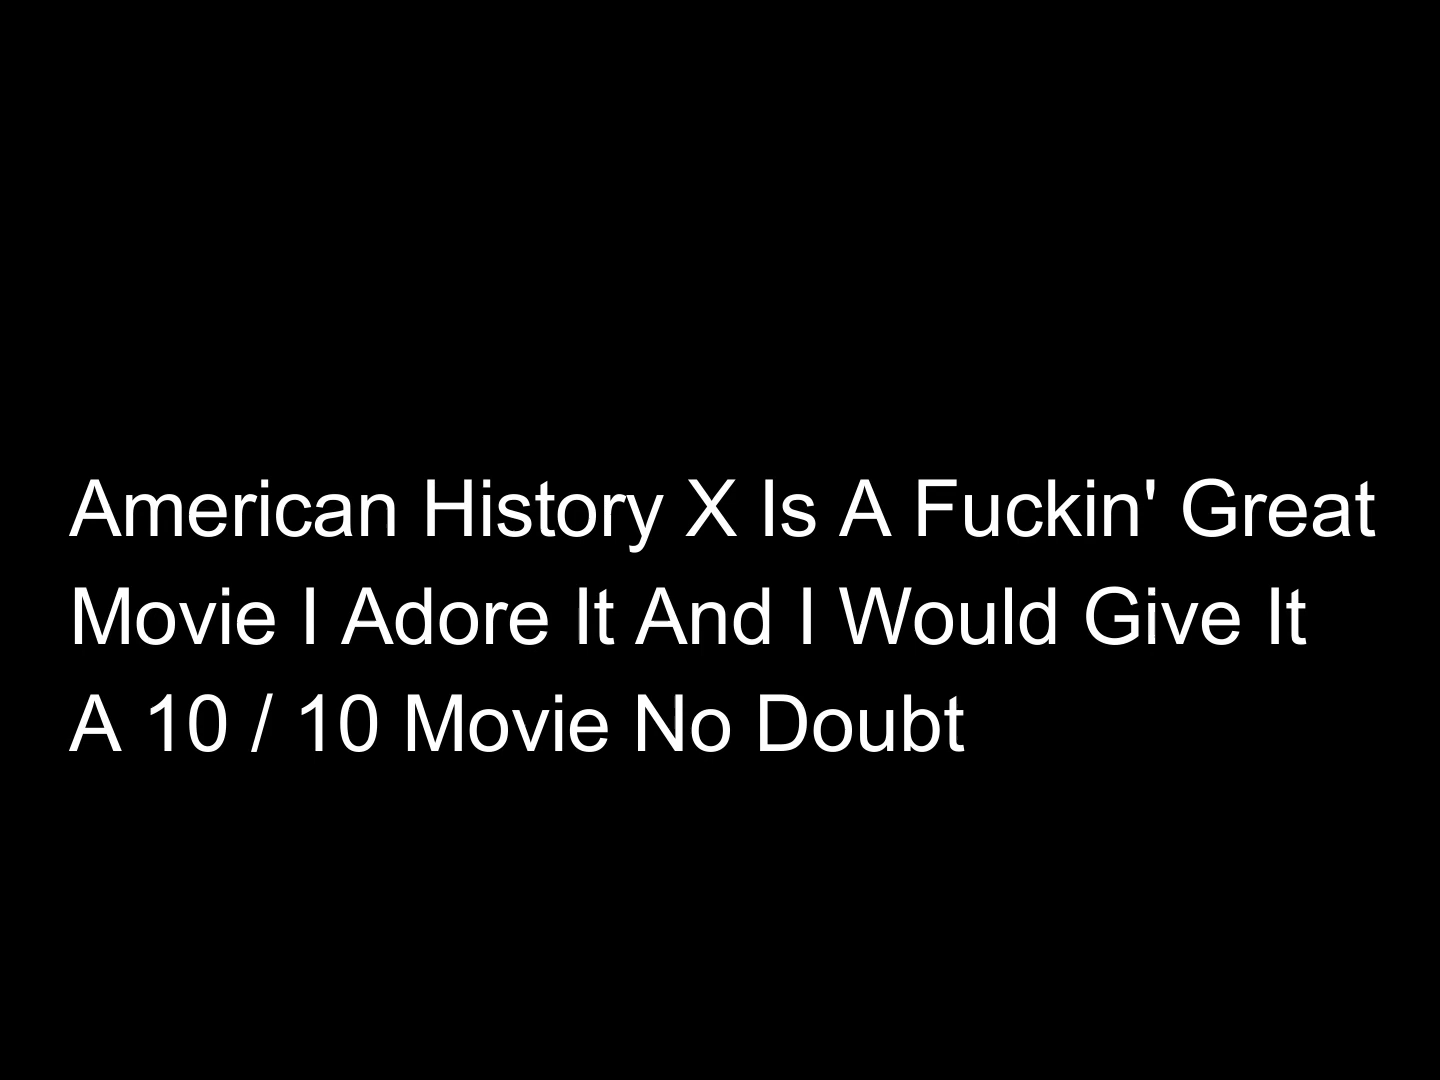 American History X Is A Fuckin' Great
Movie I Adore It And I Would Give It
A 10 / 10 Movie No Doubt